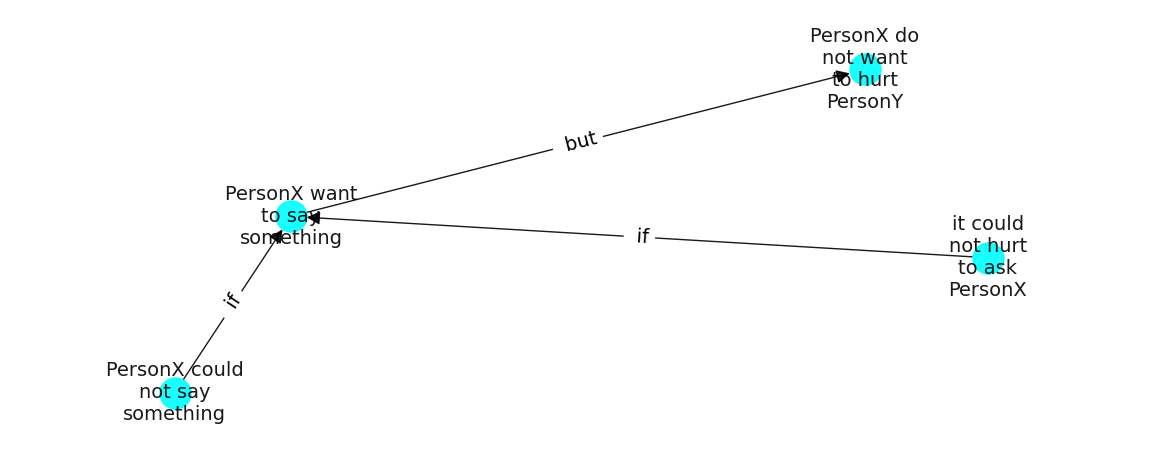 PersonX do
not want
to hurt
PersonY
but
PersonX want
to say
something
if
it could
not hurt
to ask
PersonX
if
PersonX could
not say
something